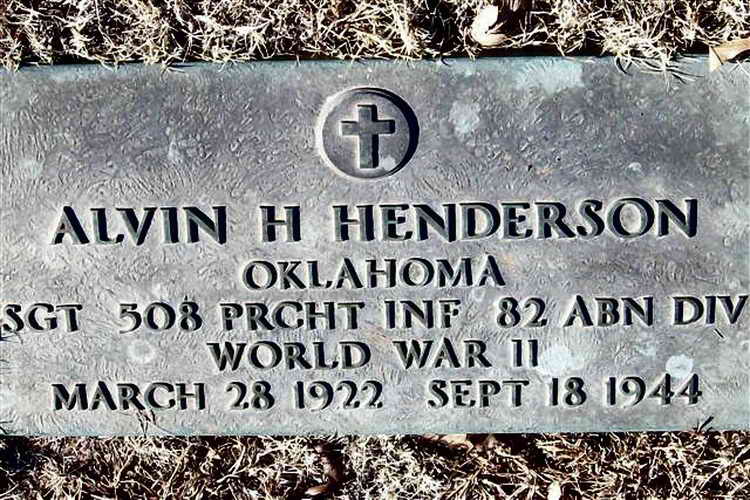 ALVIN H HENDERSON
OKLAHOMA
SGT 508 PRCHT INF 82 ABN DIV
WORLD WAR II
MARCH 28 1922 SEPT 18 1944